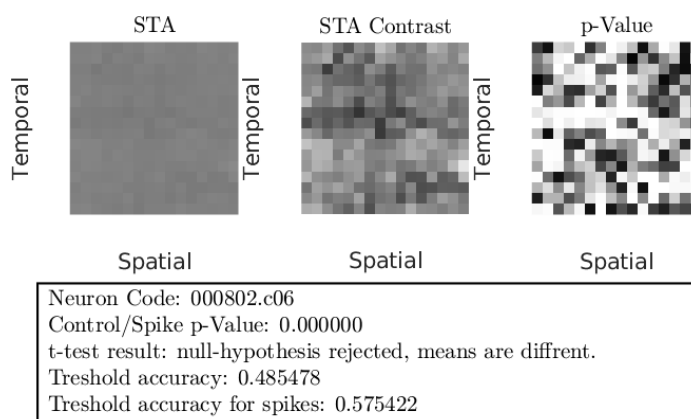 STA
STA Contrast
p-Value
Temporal
Temporal
Temporal
Spatial
Spatial
Spatial
Neuron Code: 000802.c06
Control/Spike p-Value: 0.000000
t-test result: null-hypothesis rejected, means are diffrent.
Treshold accuracy: 0.485478
Treshold accuracy for spikes: 0.575422